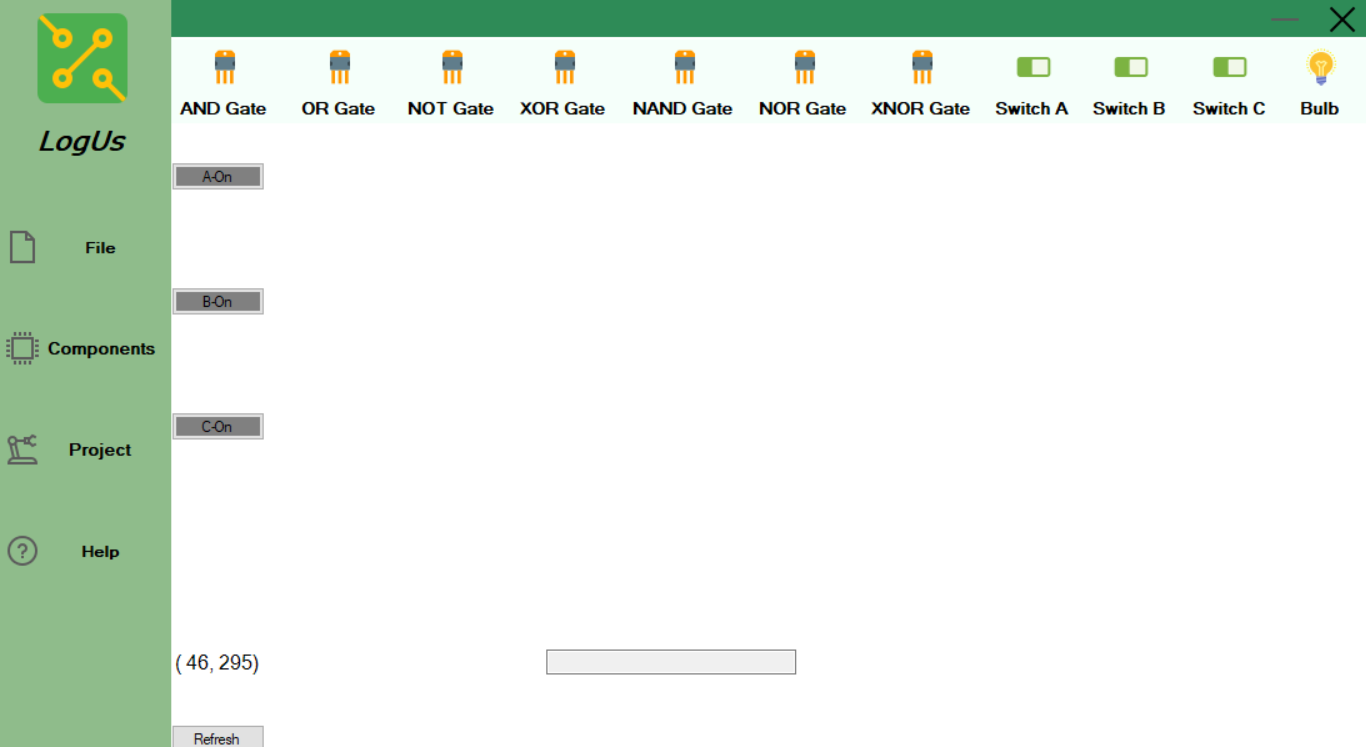 AND Gate OR Gate NOT Gate XOR Gate NAND Gate NOR Gate XNOR Gate Switch A Switch B Switch C Bulb
LogUs
A-On
File
B-On
Components
C-On
Project
Help
( 46, 295)
Refresh